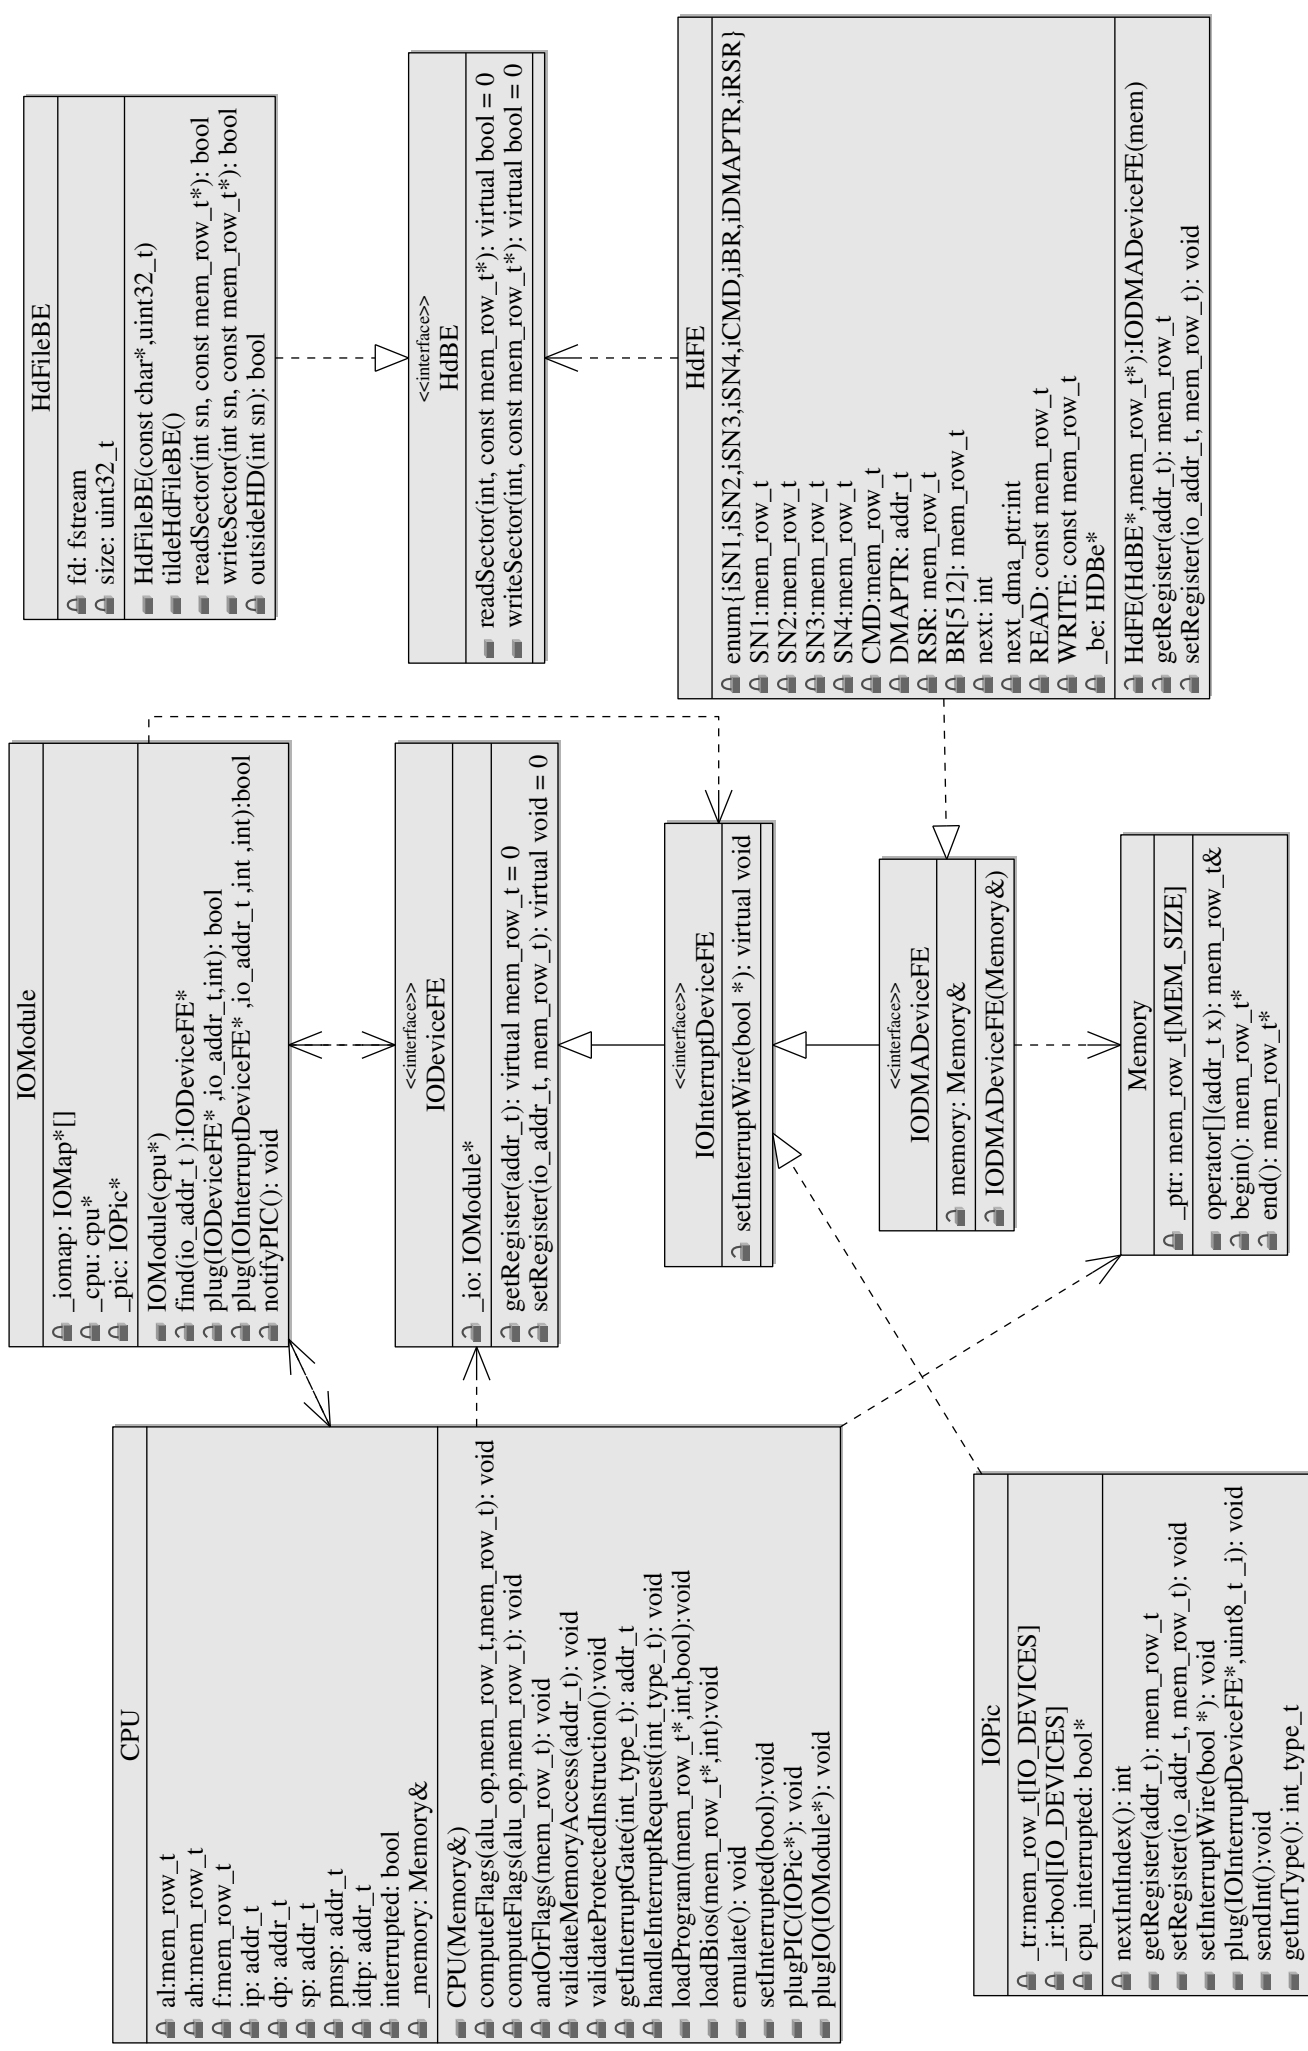 HdFileBE
fd: fstream
size: uint32_t
HdFileBE(const char*,uint32_t)
tildeHdFileBE()
readSector(int sn, const mem_row_t*): bool
writeSector(int sn, const mem_row_t*): bool
outsideHD(int sn): bool
<<interface>>
HdBE
readSector(int, const mem_row_t*): virtual bool = 0
writeSector(int, const mem_row_t*): virtual bool = 0
HdFE
enum{iSN1,iSN2,iSN3,iSN4,iCMD,iBR,iDMAPTR,iRSR}
SN1:mem_row_t
SN2:mem_row_t
SN3:mem_row_t
SN4:mem_row_t
CMD:mem_row_t
DMAPTR: addr_t
RSR: mem_row_t
BR[512]: mem_row_t
next: int
next_dma_ptr:int
READ: const mem_row_t
WRITE: const mem_row_t
_be: HDBe*
HdFE(HdBE*,mem_row_t*):IODMADeviceFE(mem)
getRegister(addr_t): mem_row_t
setRegister(io_addr_t, mem_row_t): void
IOModule
_iomap: IOMap*[]
_cpu: cpu*
_pic: IOPic*
IOModule(cpu*)
find(io_addr_t ):IODeviceFE*
plug(IODeviceFE* ,io_addr_t,int): bool
plug(IOInterruptDeviceFE* ,io_addr_t ,int ,int):bool
notifyPIC(): void
<<interface>>
IODeviceFE
_io: IOModule*
getRegister(addr_t): virtual mem_row_t = 0
setRegister(io_addr_t, mem_row_t): virtual void = 0
<<interface>>
IOInterruptDeviceFE
setInterruptWire(bool *): virtual void
<<interface>>
IODMADeviceFE
memory: Memory&
IODMADeviceFE(Memory&)
Memory
_ptr: mem_row_t[MEM_SIZE]
operator[](addr_t x): mem_row_t&
begin(): mem_row_t*
end(): mem_row_t*
CPU
al:mem_row_t
ah:mem_row_t
f:mem_row_t
ip: addr_t
dp: addr_t
sp: addr_t
pmsp: addr_t
idtp: addr_t
interrupted: bool
_memory: Memory&
CPU(Memory&)
computeFlags(alu_op,mem_row_t,mem_row_t): void
computeFlags(alu_op,mem_row_t): void
andOrFlags(mem_row_t): void
validateMemoryAccess(addr_t): void
validateProtectedInstruction():void
getInterruptGate(int_type_t): addr_t
handleInterruptRequest(int_type_t): void
loadProgram(mem_row_t*,int,bool):void
loadBios(mem_row_t*,int):void
emulate(): void
setInterrupted(bool):void
plugPIC(IOPic*): void
plugIO(IOModule*): void
IOPic
_tr:mem_row_t[IO_DEVICES]
_ir:bool[IO_DEVICES]
cpu_interrupted: bool*
nextIntIndex(): int
getRegister(addr_t): mem_row_t
setRegister(io_addr_t, mem_row_t): void
setInterruptWire(bool *): void
plug(IOInterruptDeviceFE*,uint8_t _i): void
sendInt():void
getIntType(): int_type_t